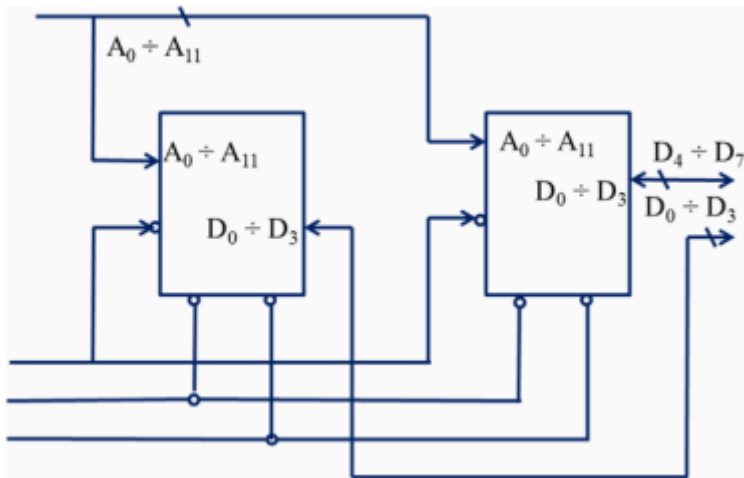 A₀ ÷ A₁₁
A₀ ÷ A₁₁
D₀ ÷ D₃
A₀ ÷ A₁₁
D₀ ÷ D₃
D₄ ÷ D₇
D₀ ÷ D₃